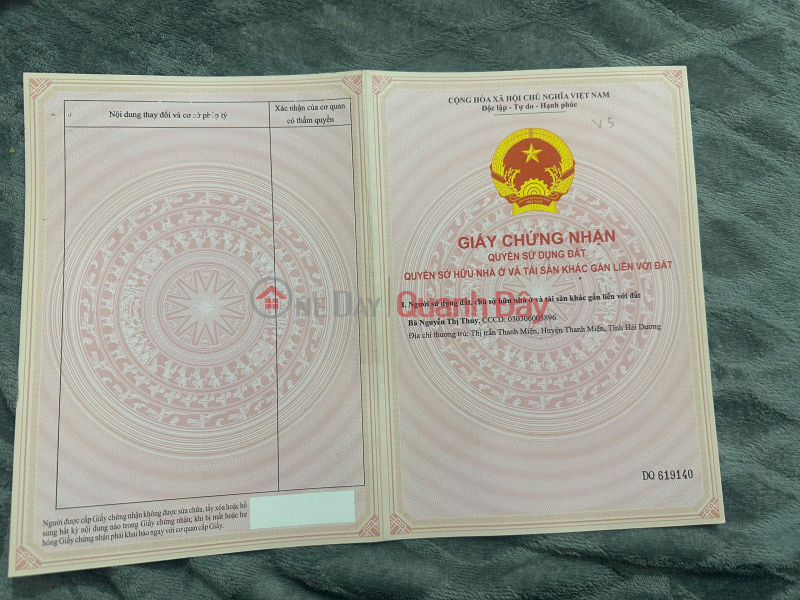 Nội dung thay đổi và cơ sở pháp lý
Xác nhận của cơ quan
có thẩm quyền
Người được cấp Giấy chứng nhận không được sửa chữa, tẩy xóa hoặc bổ
sung bất kỳ nội dung nào trong Giấy chứng nhận; khi bị mất hoặc hư
hỏng Giấy chứng nhận phải khai báo ngay với cơ quan cấp Giấy.
CỘNG HÒA XÃ HỘI CHỦ NGHĨA VIỆT NAM
Độc lập - Tự do - Hạnh phúc
V5
GIẤY CHỨNG NHẬN
QUYỀN SỬ DỤNG ĐẤT
QUYỀN SỞ HỮU NHÀ Ở VÀ TÀI SẢN KHÁC GẮN LIỀN VỚI ĐẤT
I. Người sử dụng đất, chủ sở hữu nhà ở và tài sản khác gắn liền với đất
Bà Nguyễn Thị Thúy, CCCD: 030306005896
Địa chỉ thường trú: Thị trấn Thanh Miện, Huyện Thanh Miện, Tỉnh Hải Dương
DQ 619140
ONE DAY Quanh Đây